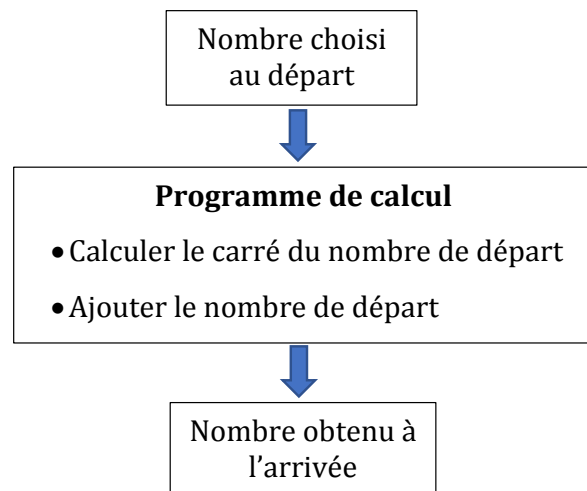 Nombre choisi
au départ
Programme de calcul
• Calculer le carré du nombre de départ
• Ajouter le nombre de départ
Nombre obtenu à
l’arrivée